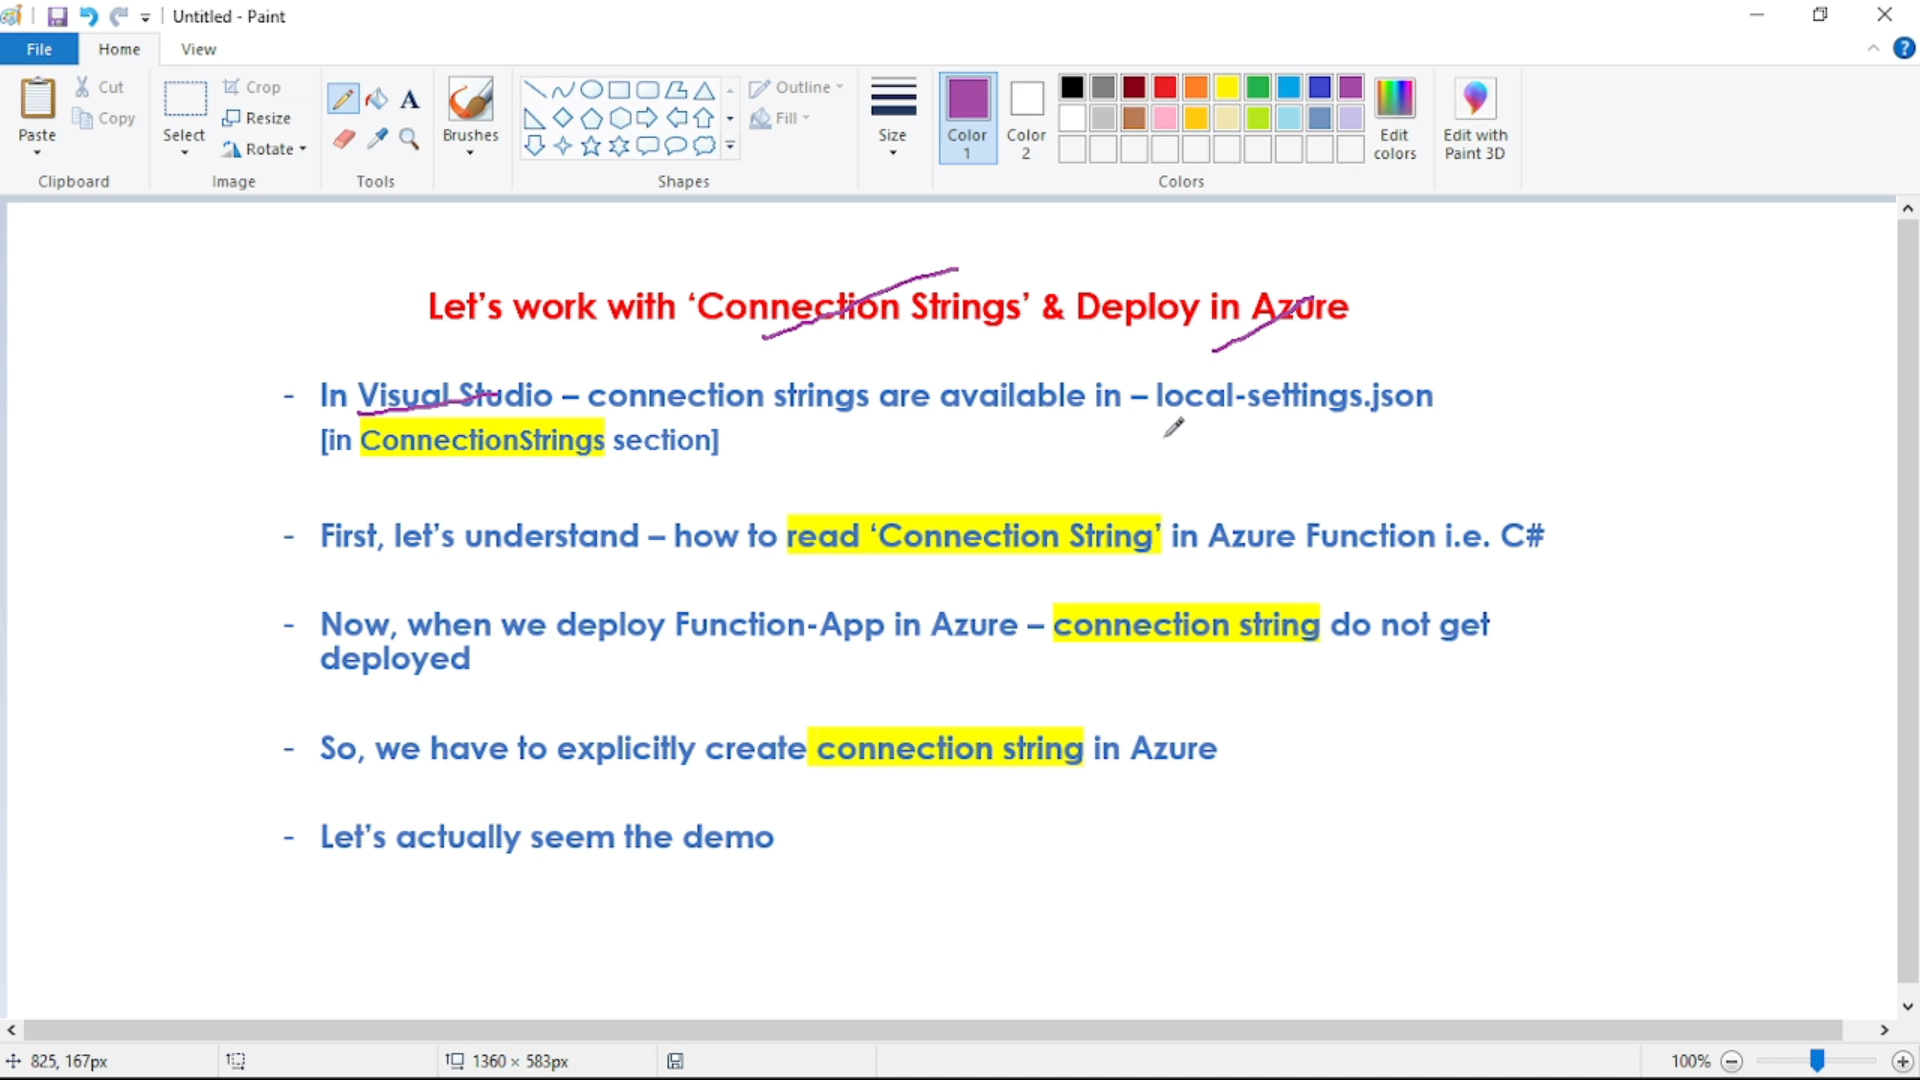 Untitled - Paint
File Home View
Paste
Cut
Copy
Clipboard
Select
Crop
Resize
Rotate
Image
A
Tools
Brushes
Shapes
Outline
Fill
Size
Color 1
Color 2
Edit colors
Colors
Edit with Paint 3D
Let's work with ‘Connection Strings’ & Deploy in Azure
- In Visual Studio – connection strings are available in – local-settings.json
[in ConnectionStrings section]
- First, let’s understand – how to read ‘Connection String’ in Azure Function i.e. C#
- Now, when we deploy Function-App in Azure – connection string do not get
deployed
- So, we have to explicitly create connection string in Azure
- Let’s actually seem the demo
825, 167px
1360 × 583px
100%